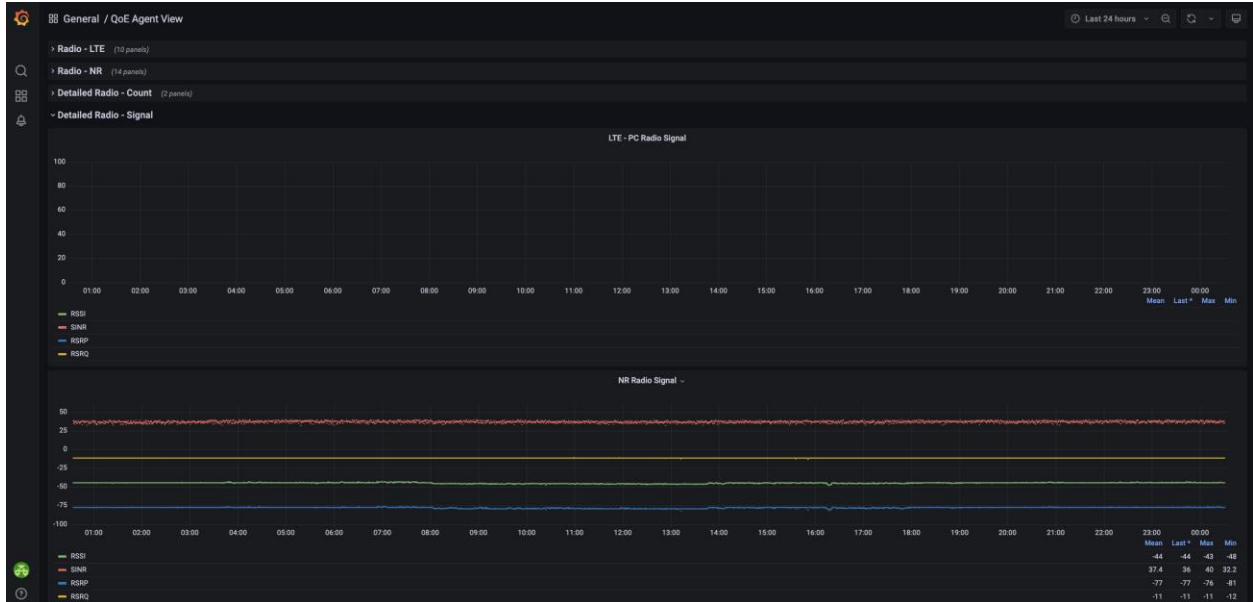 General / QoE Agent View
Last 24 hours
Radio - LTE (10 panels)
Radio - NR (14 panels)
Detailed Radio - Count (2 panels)
Detailed Radio - Signal
LTE - PC Radio Signal
100
80
60
40
20
0
01:00 02:00 03:00 04:00 05:00 06:00 07:00 08:00 09:00 10:00 11:00 12:00 13:00 14:00 15:00 16:00 17:00 18:00 19:00 20:00 21:00 22:00 23:00 00:00
Mean Last * Max Min
RSSI
SINR
RSRP
RSRQ
NR Radio Signal
50
25
0
-25
-50
-75
-100
01:00 02:00 03:00 04:00 05:00 06:00 07:00 08:00 09:00 10:00 11:00 12:00 13:00 14:00 15:00 16:00 17:00 18:00 19:00 20:00 21:00 22:00 23:00 00:00
Mean Last * Max Min
RSSI -44 -44 -43 -48
SINR 37.4 36 40 32.2
RSRP -77 -77 -76 -81
RSRQ -11 -11 -11 -12